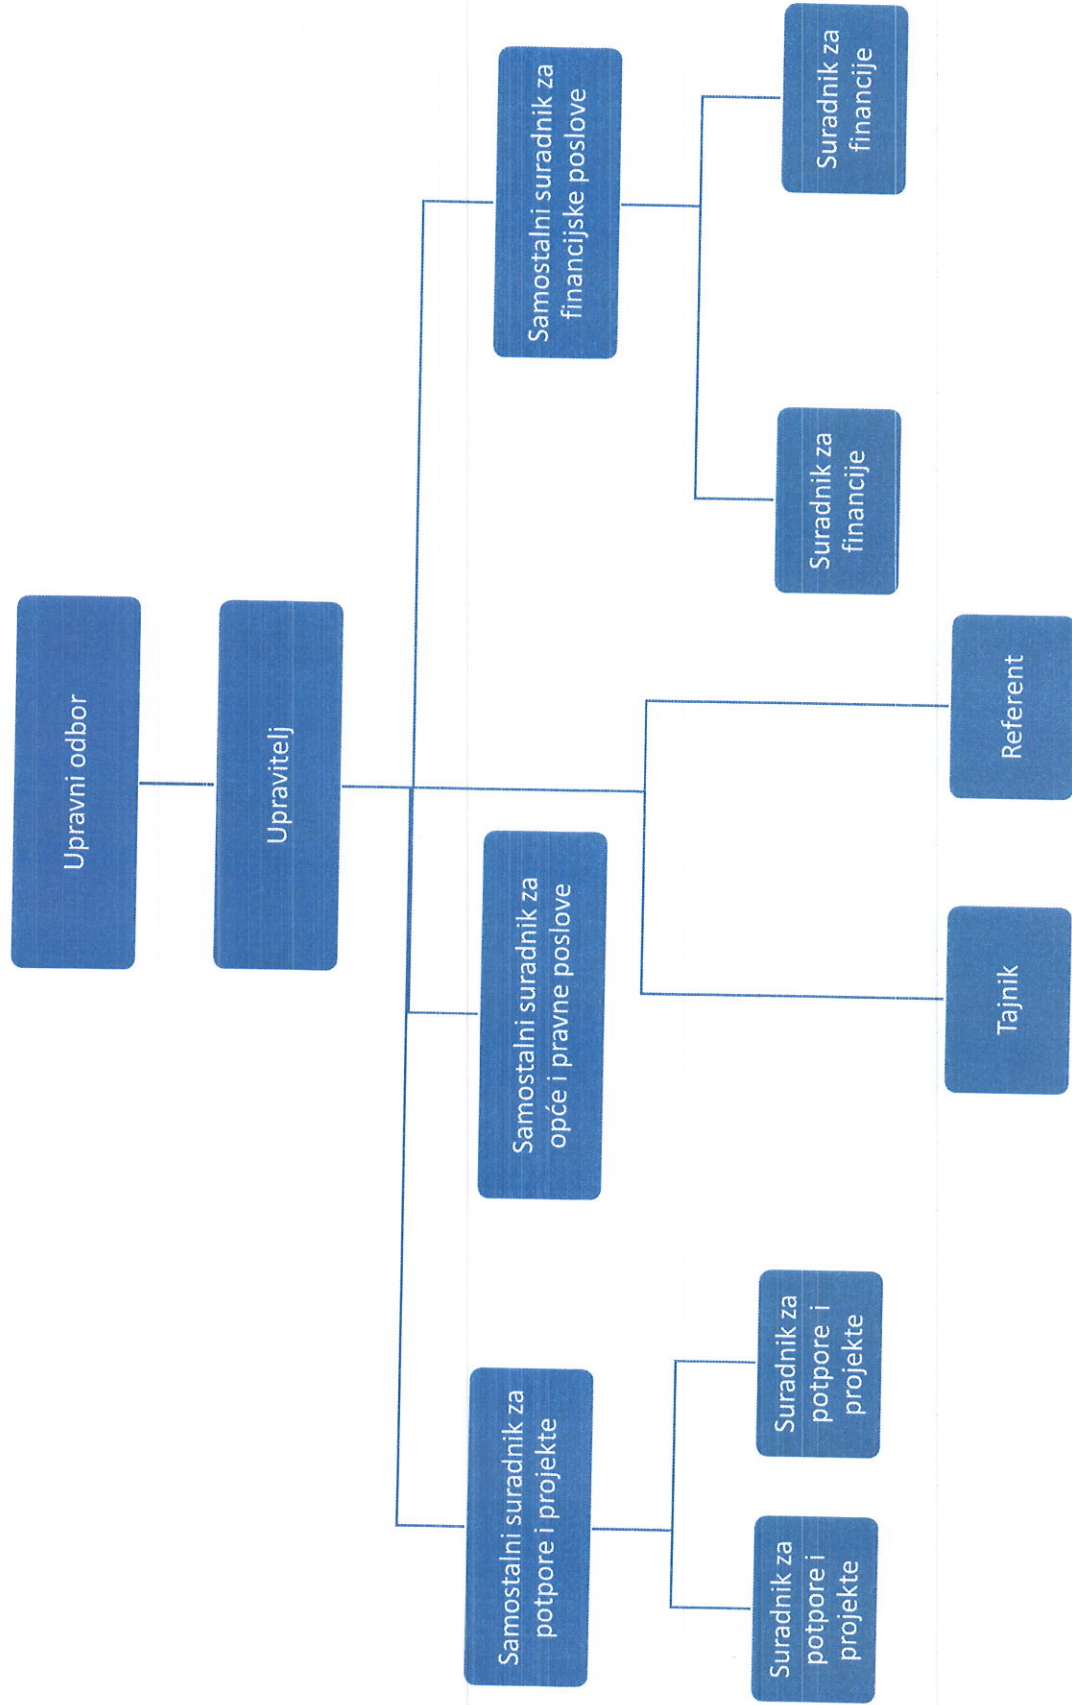 Upravni odbor
Upravitelj
Samostalni suradnik za
potpore i projekte
Samostalni suradnik za
opće i pravne poslove
Samostalni suradnik za
financijske poslove
Suradnik za
potpore i
projekte
Suradnik za
potpore i
projekte
Suradnik za
financije
Suradnik za
financije
Tajnik
Referent